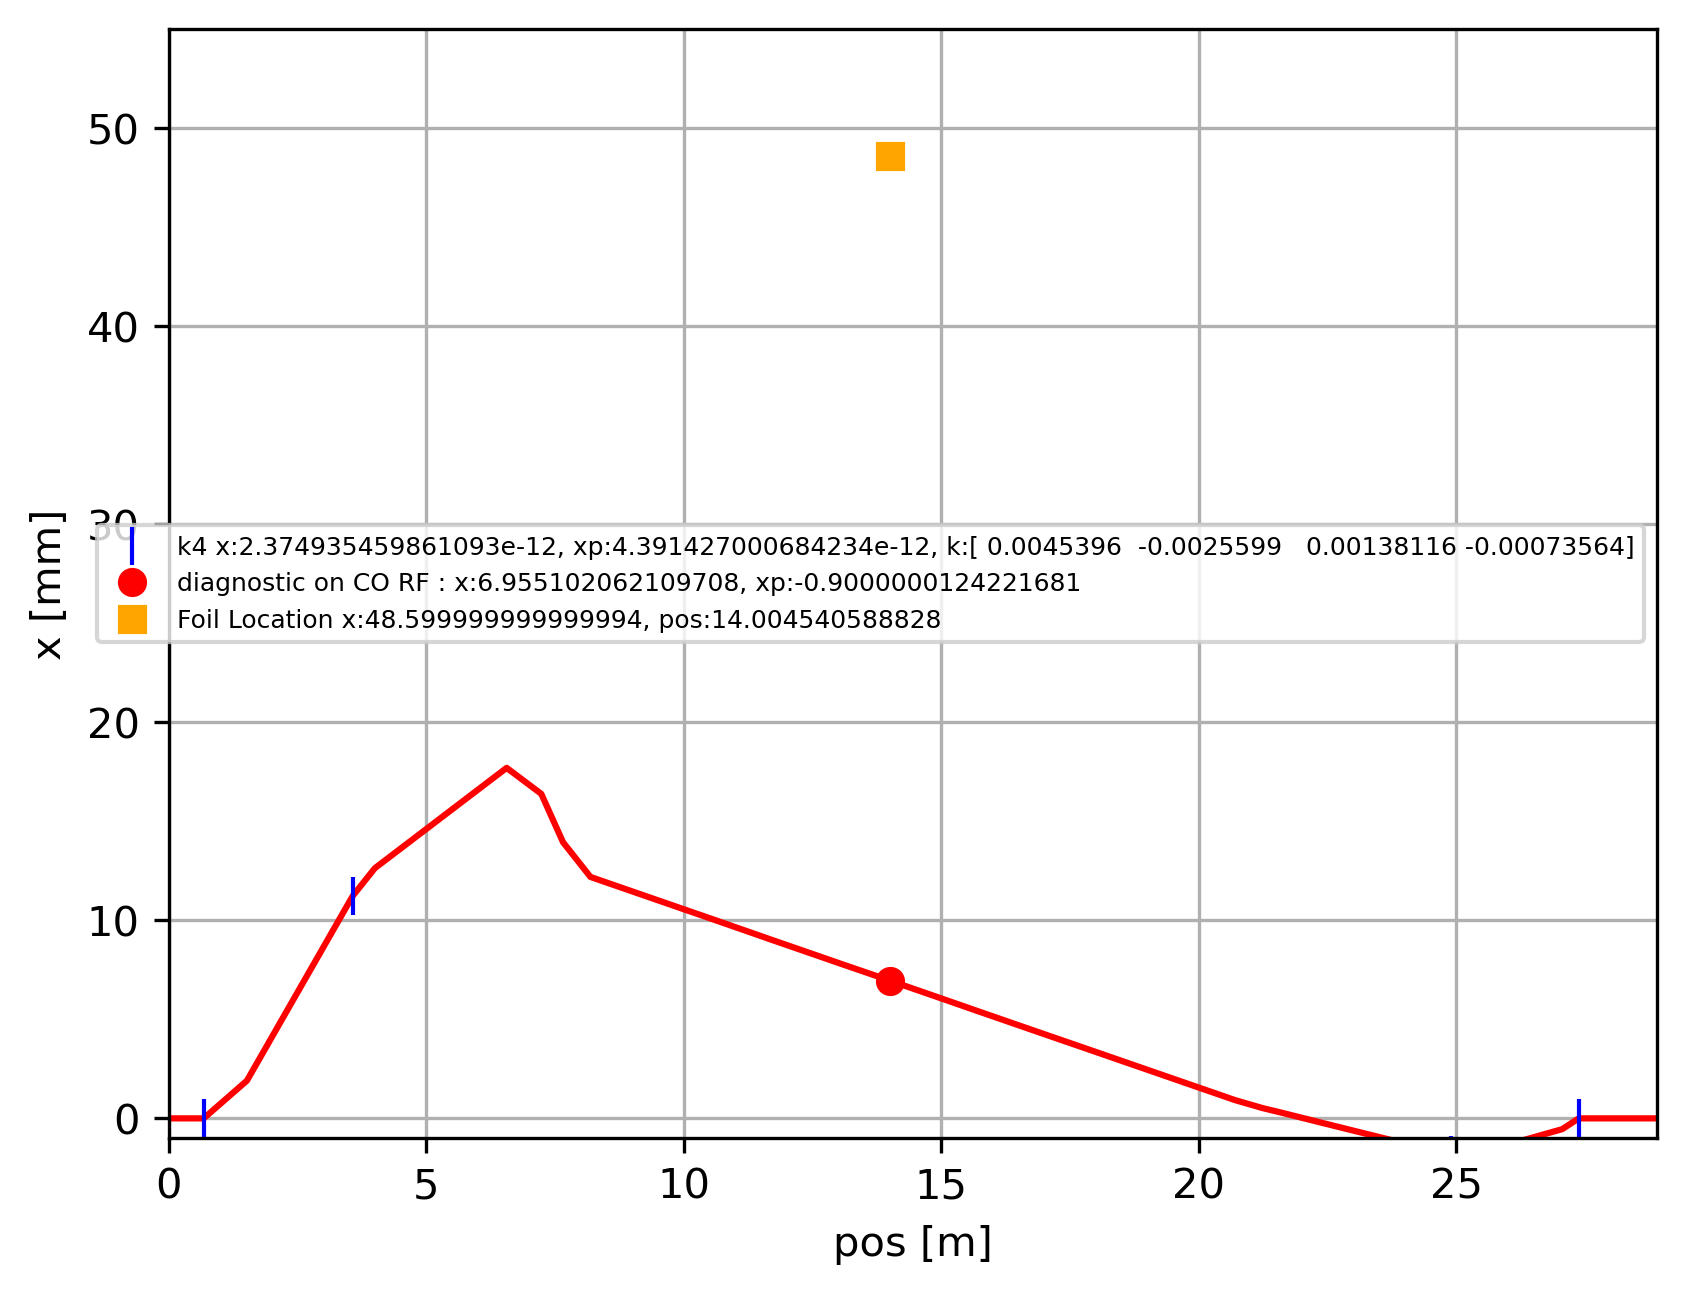 50
40
30
k4 x:2.374935459861093e-12, xp:4.391427000684234e-12, k:[ 0.0045396  -0.0025599   0.00138116 -0.00073564]
diagnostic on CO RF : x:6.955102062109708, xp:-0.9000000124221681
Foil Location x:48.599999999999994, pos:14.004540588828
x [mm]
20
10
0
0 5 10 15 20 25
pos [m]